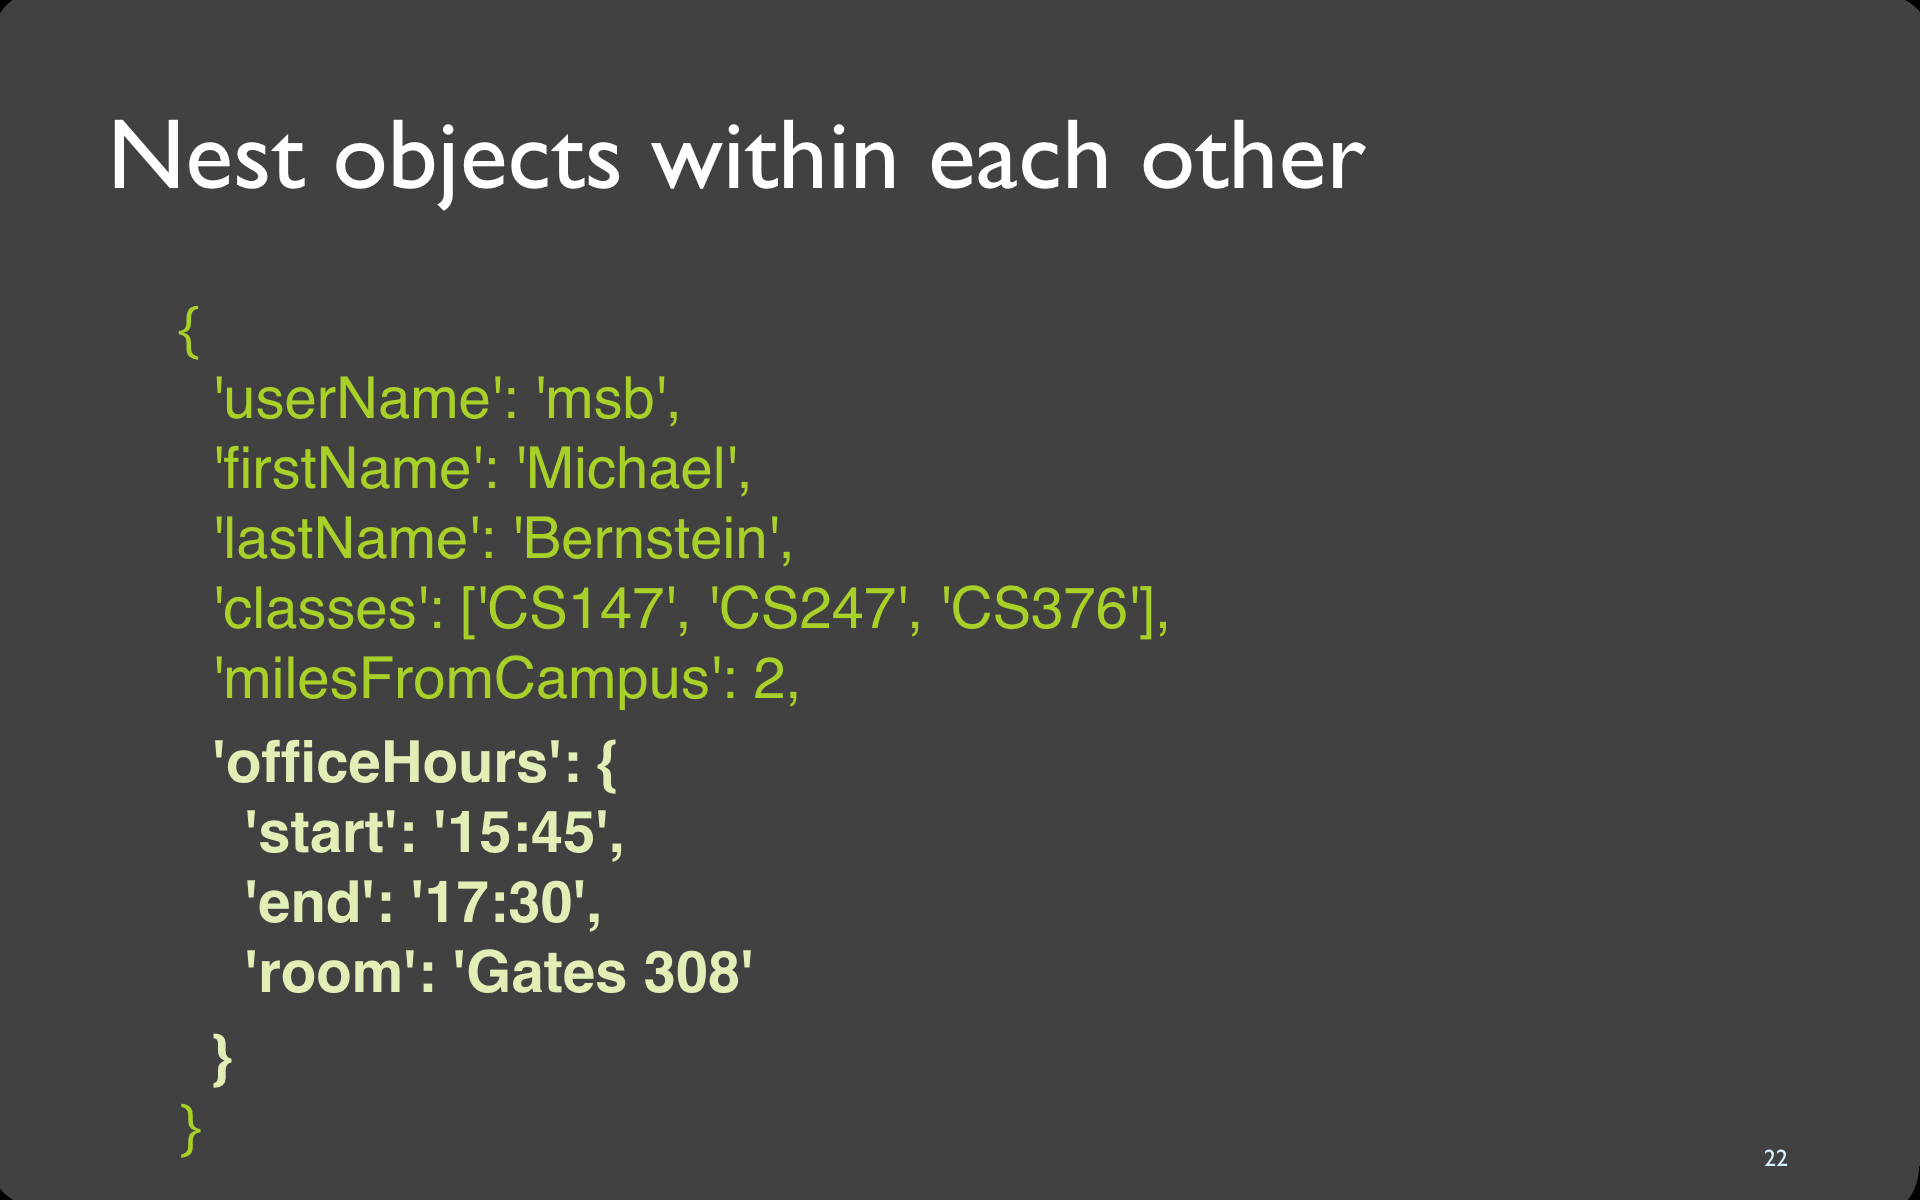 Nest objects within each other
{
'userName': 'msb',
'firstName': 'Michael',
'lastName': 'Bernstein',
'classes': ['CS147', 'CS247', 'CS376'],
'milesFromCampus': 2,
'officeHours': {
'start': '15:45',
'end': '17:30',
'room': 'Gates 308'
}
}
22